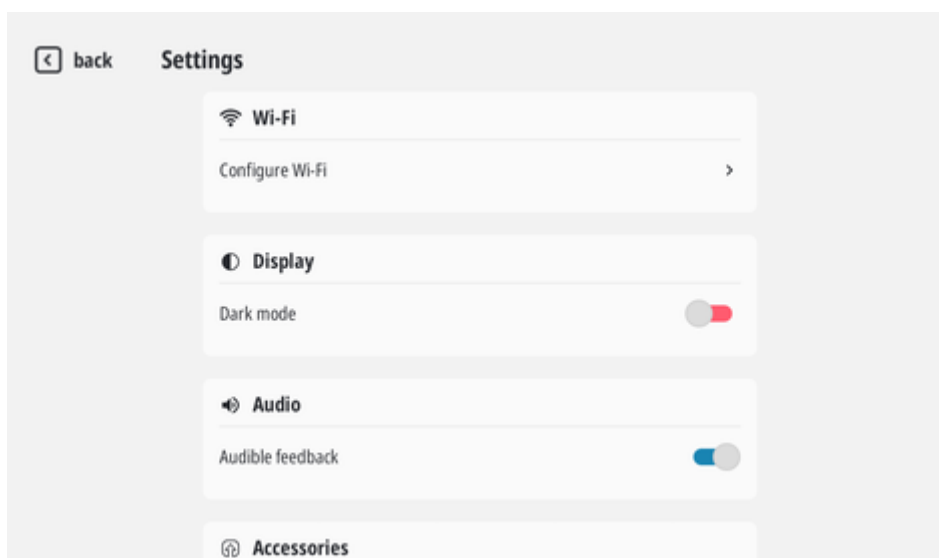 back Settings
Wi-Fi
Configure Wi-Fi
Display
Dark mode
Audio
Audible feedback
Accessories